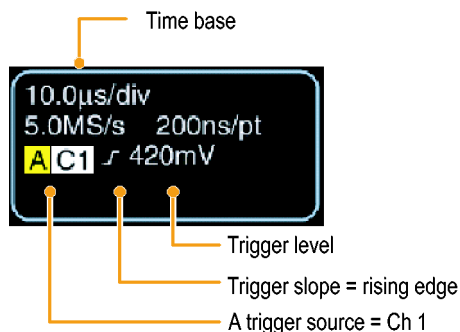 Time base
10.0µs/div
5.0MS/s 200ns/pt
A C1 420mV
Trigger level
Trigger slope = rising edge
A trigger source = Ch 1